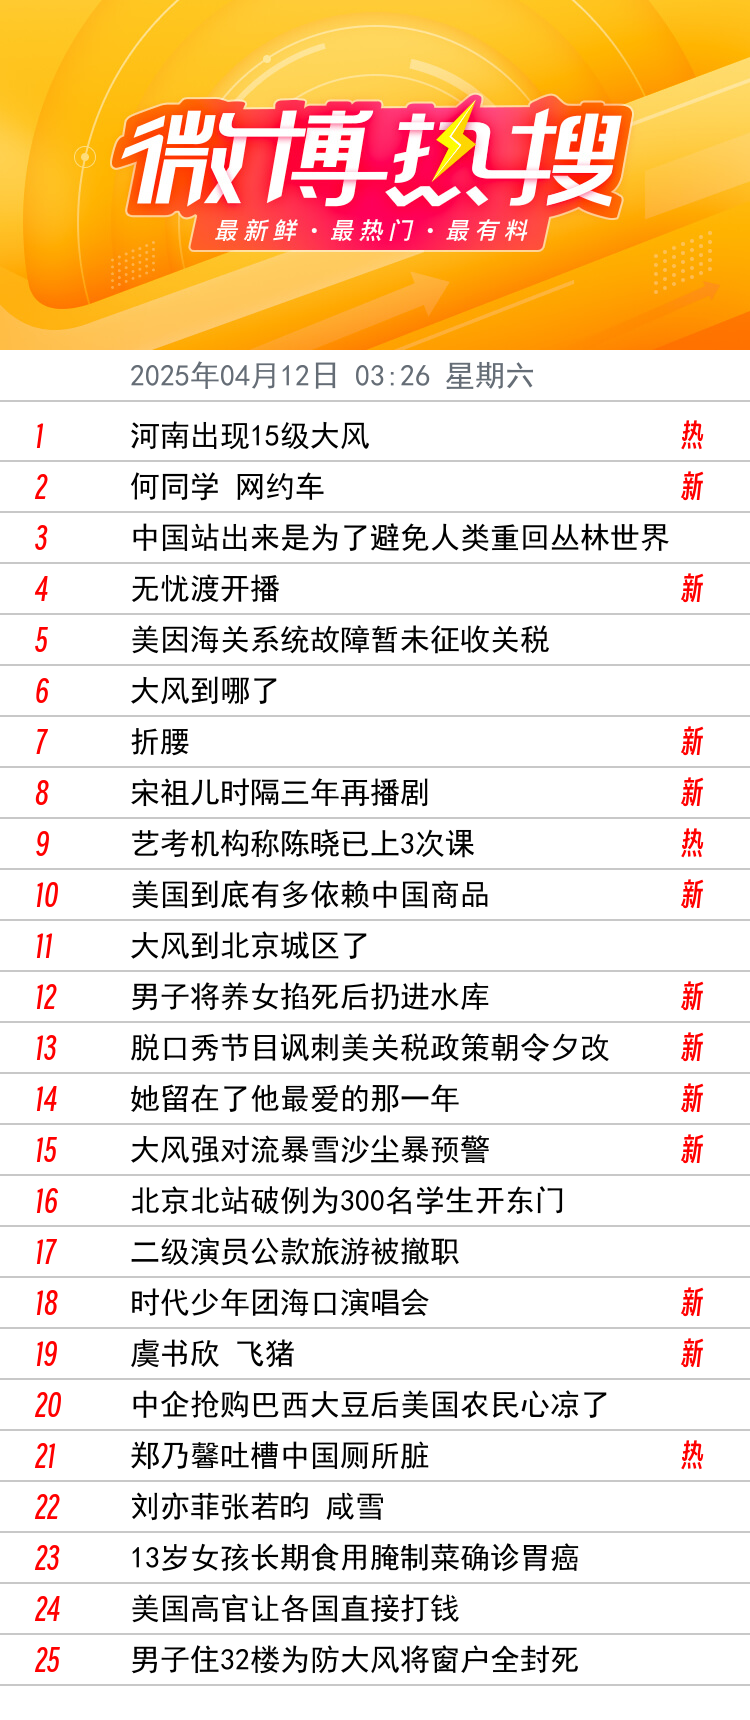 微博热搜
最新鲜·最热门·最有料
2025年04月12日 03:26 星期六
1 河南出现15级大风 热
2 何同学 网约车 新
3 中国站出来是为了避免人类重回丛林世界
4 无忧渡开播 新
5 美因海关系统故障暂未征收关税
6 大风到哪了
7 折腰 新
8 宋祖儿时隔三年再播剧 新
9 艺考机构称陈晓已上3次课 热
10 美国到底有多依赖中国商品 新
11 大风到北京城区了
12 男子将养女掐死后扔进水库 新
13 脱口秀节目讽刺美关税政策朝令夕改 新
14 她留在了他最爱的那一年 新
15 大风强对流暴雪沙尘暴预警 新
16 北京北站破例为300名学生开东门
17 二级演员公款旅游被撤职
18 时代少年团海口演唱会 新
19 虞书欣 飞猪 新
20 中企抢购巴西大豆后美国农民心凉了
21 郑乃馨吐槽中国厕所脏 热
22 刘亦菲张若昀 咸雪
23 13岁女孩长期食用腌制菜确诊胃癌
24 美国高官让各国直接打钱
25 男子住32楼为防大风将窗户全封死